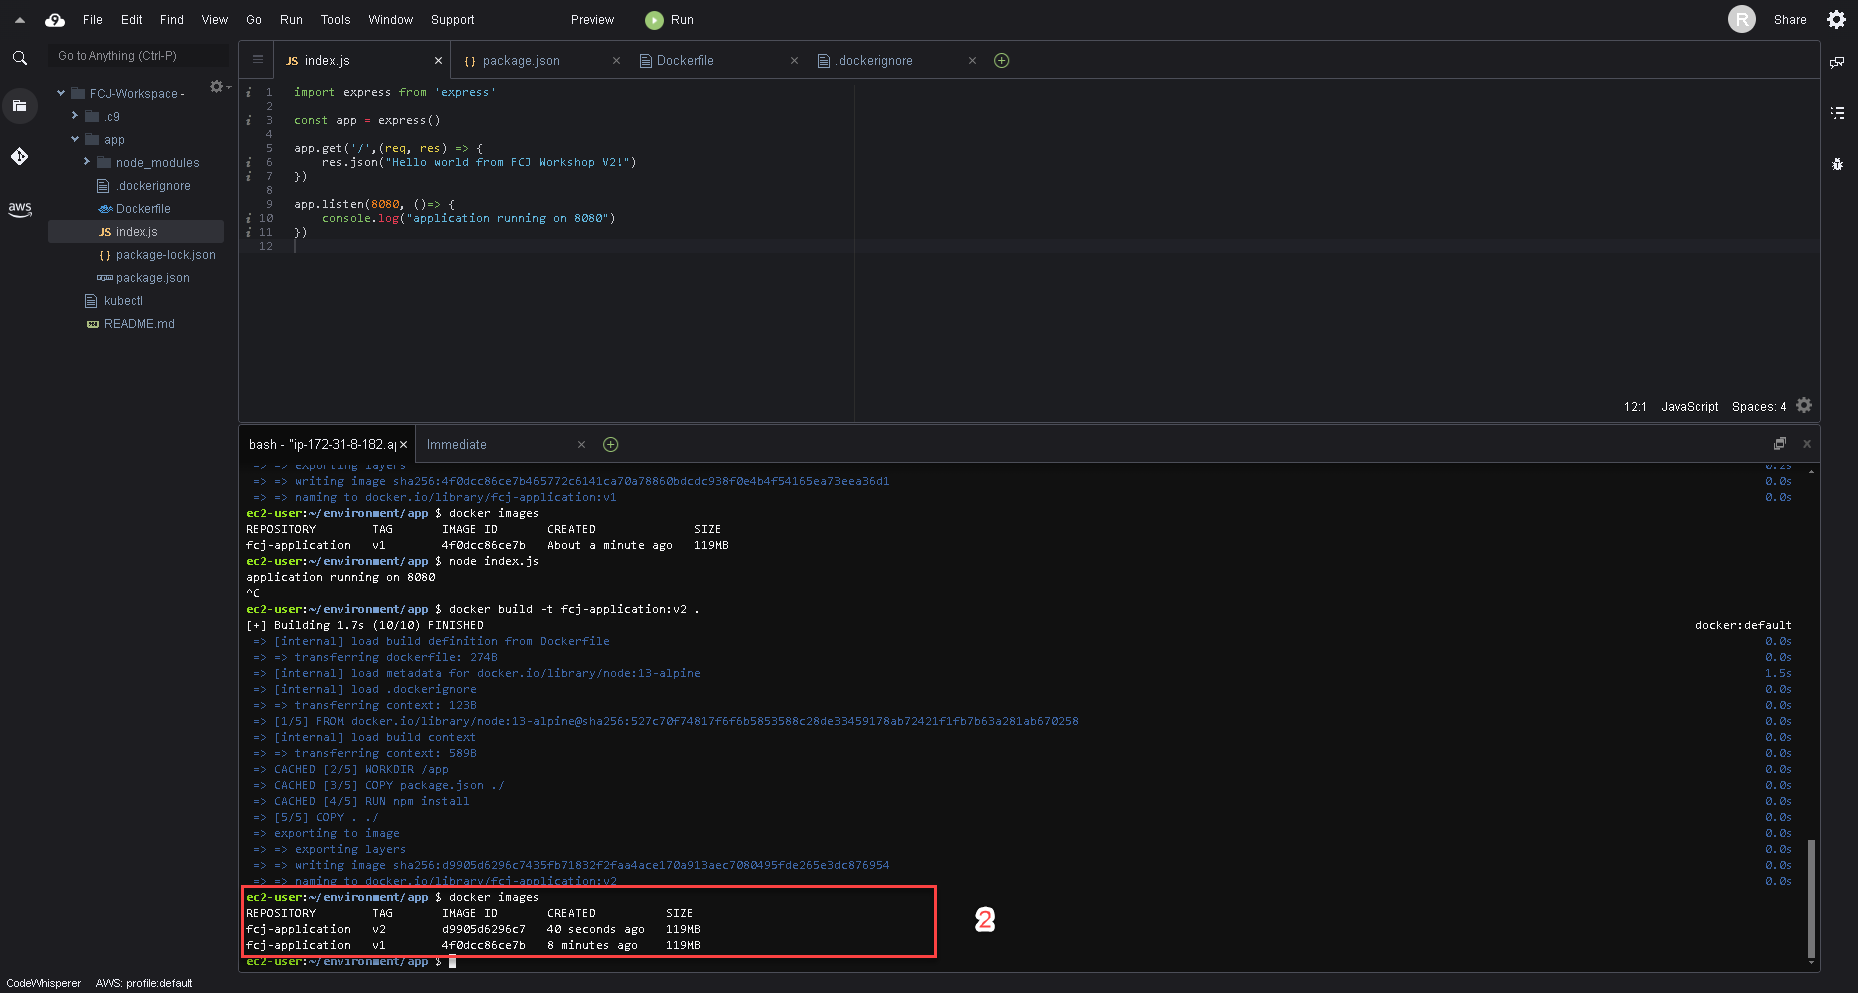 File Edit Find View Go Run Tools Window Support Preview Run R Share
Go to Anything (Ctrl-P)
FCJ-Workspace -
.c9
app
node_modules
.dockerignore
Dockerfile
JS index.js
{ } package-lock.json
package.json
kubectl
README.md
aws
JS index.js × { } package.json × Dockerfile × .dockerignore ×
1 import express from 'express'
2
3 const app = express()
4
5 app.get('/',(req, res) => {
6 res.json("Hello world from FCJ Workshop V2!")
7 })
8
9 app.listen(8080, ()=> {
10 console.log("application running on 8080")
11 })
12
12:1 JavaScript Spaces: 4
bash - "ip-172-31-8-182.ap × Immediate ×
=> => exporting layers 0.2s
=> => writing image sha256:4f0dcc86ce7b465772c6141ca70a78860bdcdc938f0e4b4f54165ea73eea36d1 0.0s
=> => naming to docker.io/library/fcj-application:v1 0.0s
ec2-user:~/environment/app $ docker images
REPOSITORY TAG IMAGE ID CREATED SIZE
fcj-application v1 4f0dcc86ce7b About a minute ago 119MB
ec2-user:~/environment/app $ node index.js
application running on 8080
^C
ec2-user:~/environment/app $ docker build -t fcj-application:v2 .
[+] Building 1.7s (10/10) FINISHED docker:default
=> [internal] load build definition from Dockerfile 0.0s
=> => transferring dockerfile: 274B 0.0s
=> [internal] load metadata for docker.io/library/node:13-alpine 1.5s
=> [internal] load .dockerignore 0.0s
=> => transferring context: 123B 0.0s
=> [1/5] FROM docker.io/library/node:13-alpine@sha256:527c70f74817f6f6b5853588c28de33459178ab72421f1fb7b63a281ab670258 0.0s
=> [internal] load build context 0.0s
=> => transferring context: 589B 0.0s
=> CACHED [2/5] WORKDIR /app 0.0s
=> CACHED [3/5] COPY package.json ./ 0.0s
=> CACHED [4/5] RUN npm install 0.0s
=> [5/5] COPY . ./ 0.0s
=> exporting to image 0.0s
=> => exporting layers 0.0s
=> => writing image sha256:d9905d6296c7435fb71832f2faa4ace170a913aec7080495fde265e3dc876954 0.0s
=> => naming to docker.io/library/fcj-application:v2 0.0s
ec2-user:~/environment/app $ docker images
REPOSITORY TAG IMAGE ID CREATED SIZE
fcj-application v2 d9905d6296c7 40 seconds ago 119MB
fcj-application v1 4f0dcc86ce7b 8 minutes ago 119MB
ec2-user:~/environment/app $
2
CodeWhisperer AWS: profile:default